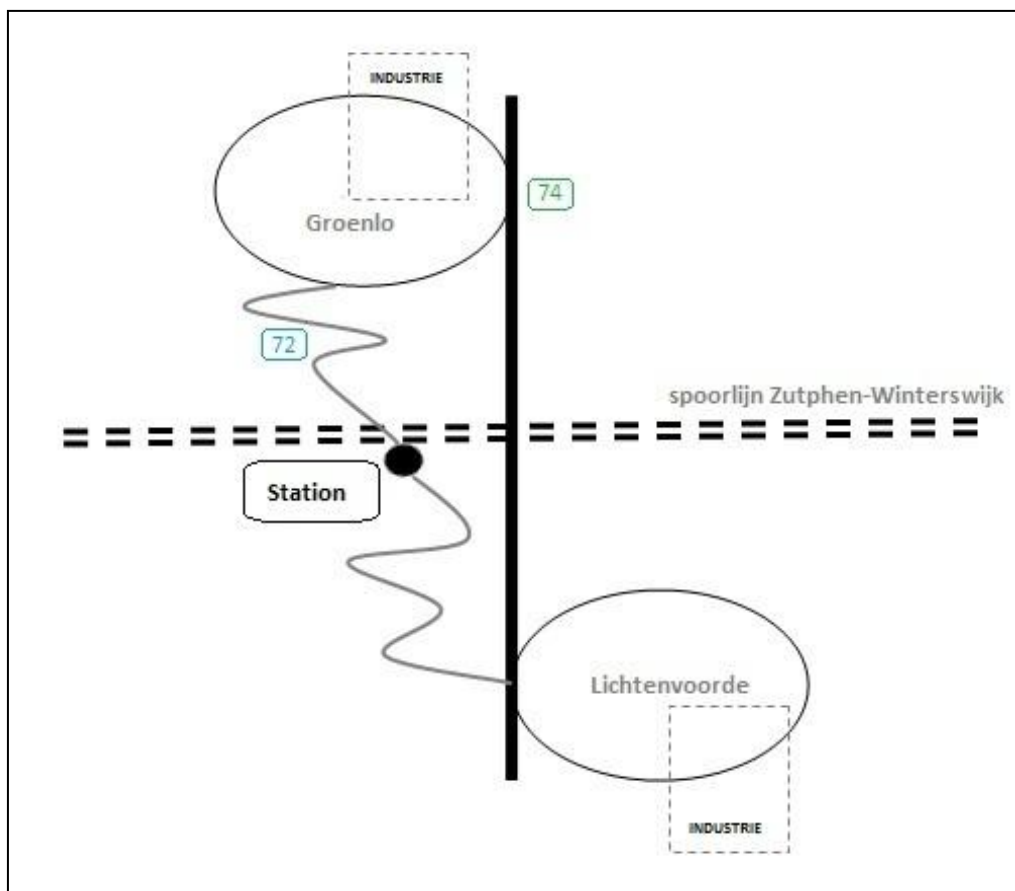 INDUSTRIE
74
Groenlo
72
spoorlijn Zutphen-Winterswijk
Station
Lichtenvoorde
INDUSTRIE